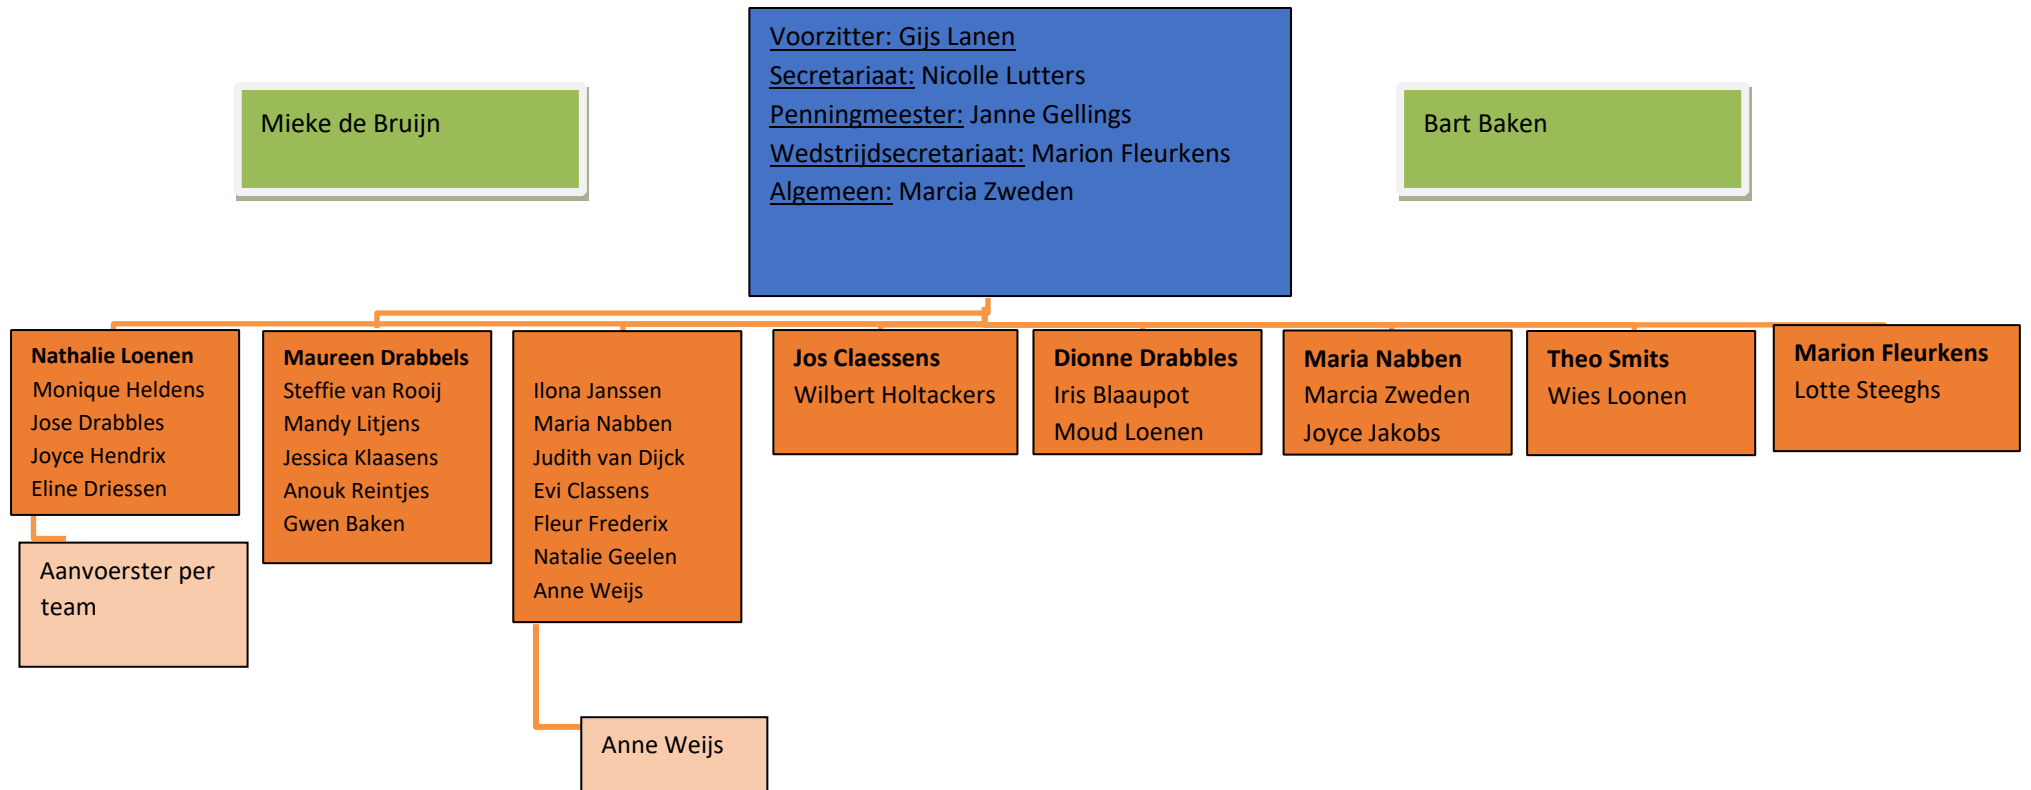 Voorzitter: Gijs Lanen
Secretariaat: Nicolle Lutters
Penningmeester: Janne Gellings
Wedstrijdsecretariaat: Marion Fleurkens
Algemeen: Marcia Zweden
Mieke de Bruijn
Bart Baken
Nathalie Loenen
Monique Heldens
Jose Drabbles
Joyce Hendrix
Eline Driessen
Maureen Drabbels
Steffie van Rooij
Mandy Litjens
Jessica Klaasens
Anouk Reintjes
Gwen Baken
Ilona Janssen
Maria Nabben
Judith van Dijck
Evi Classens
Fleur Frederix
Natalie Geelen
Anne Weijs
Jos Claessens
Wilbert Holtackers
Dionne Drabbles
Iris Blaaupot
Moud Loenen
Maria Nabben
Marcia Zweden
Joyce Jakobs
Theo Smits
Wies Loonen
Marion Fleurkens
Lotte Steeghs
Aanvoerster per
team
Anne Weijs